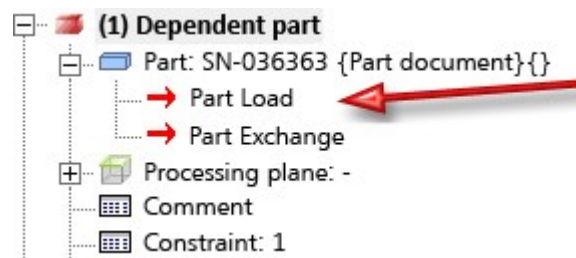 (1) Dependent part
Part: SN-036363 {Part document}{}
Part Load
Part Exchange
Processing plane: -
Comment
Constraint: 1